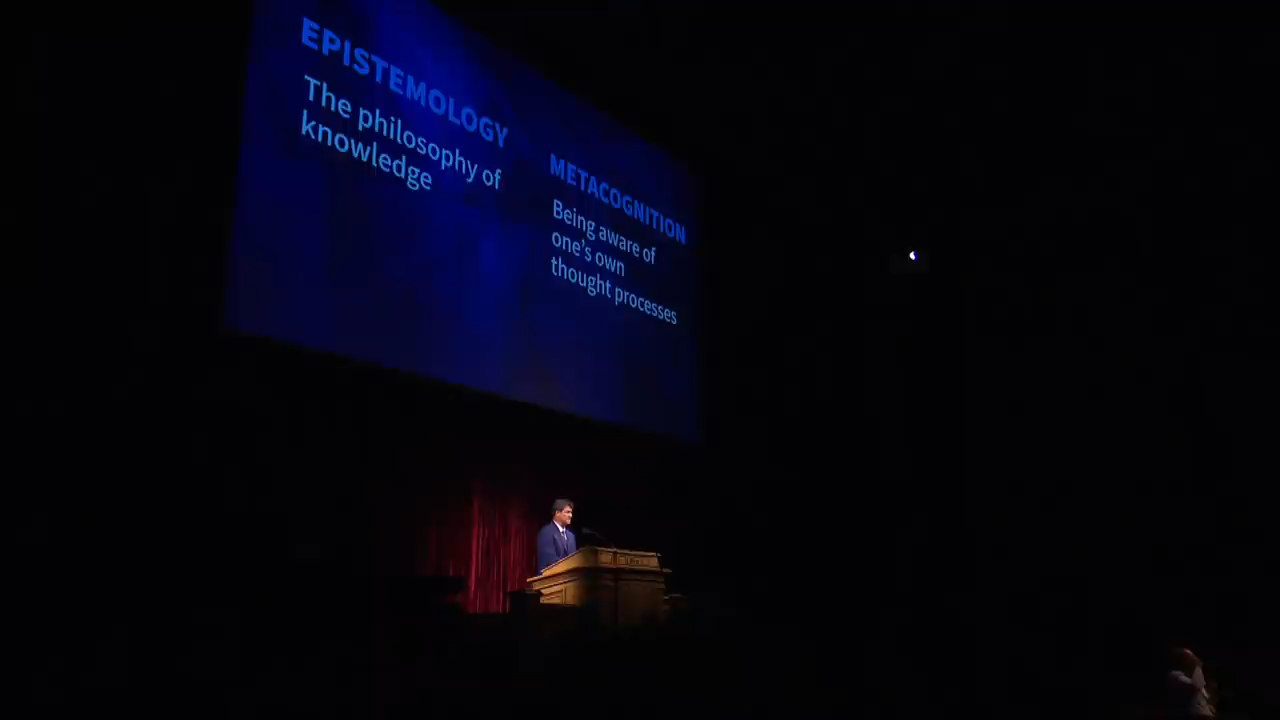 EPISTEMOLOGY
The philosophy of
knowledge
METACOGNITION
Being aware of
one's own
thought processes